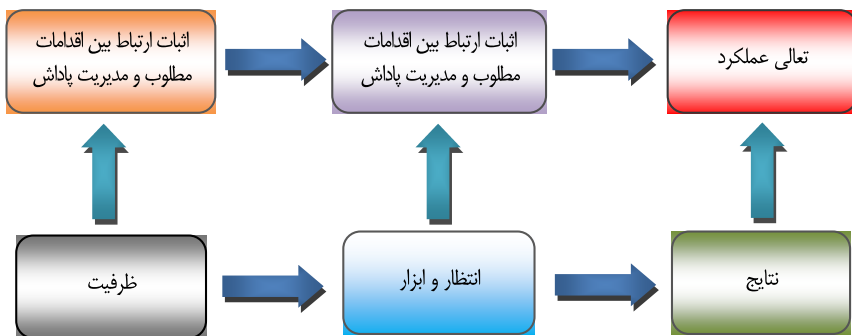 اثبات ارتباط بین اقدامات
مطلوب و مدیریت پاداش
اثبات ارتباط بین اقدامات
مطلوب و مدیریت پاداش
تعالی عملکرد
ظرفیت
انتظار و ابزار
نتایج